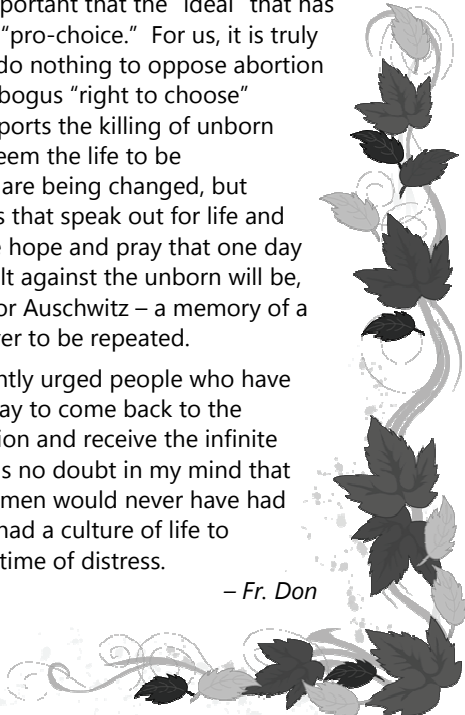 portant that the “ideal” that has
“pro-choice.” For us, it is truly
do nothing to oppose abortion
bogus “right to choose”
ports the killing of unborn
eem the life to be
are being changed, but
s that speak out for life and
e hope and pray that one day
lt against the unborn will be,
or Auschwitz – a memory of a
er to be repeated.
ntly urged people who have
ay to come back to the
ion and receive the infinite
s no doubt in my mind that
men would never have had
had a culture of life to
time of distress.
– Fr. Don